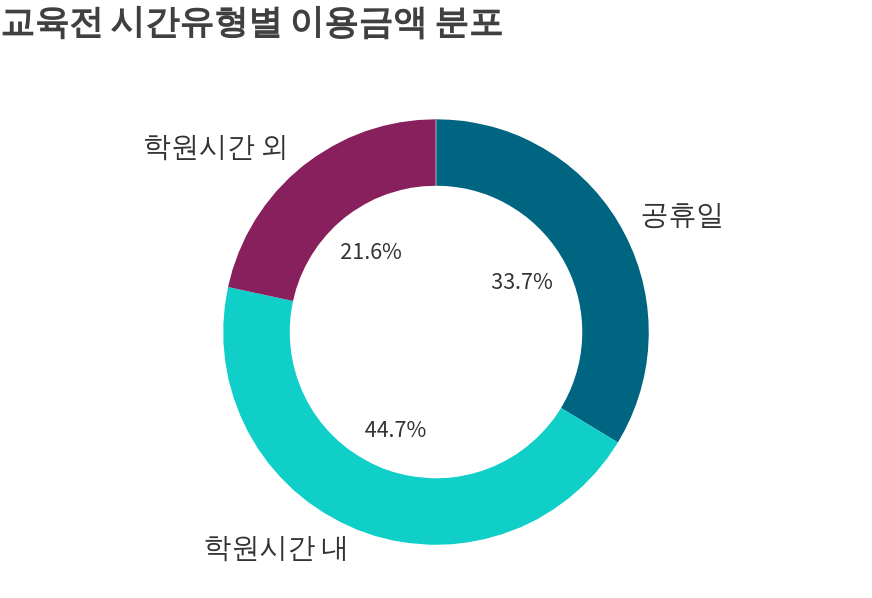 교육전 시간유형별 이용금액 분포
학원시간 외
공휴일
21.6%
33.7%
44.7%
학원시간 내